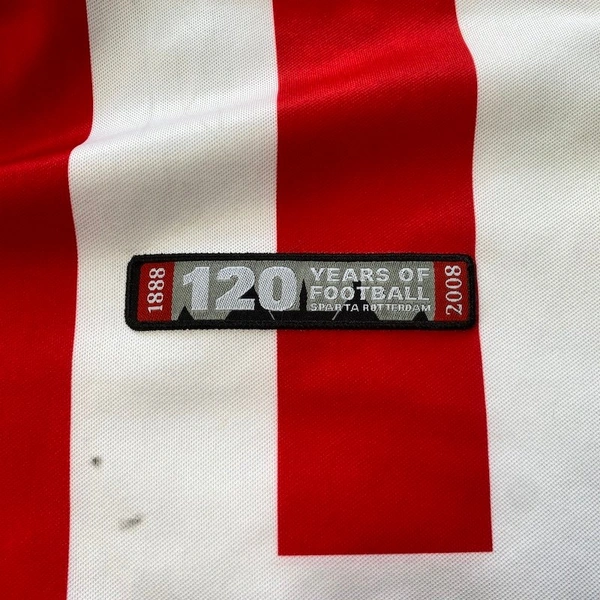 1888
120
YEARS OF
FOOTBALL
SPARTA ROTTERDAM
2008